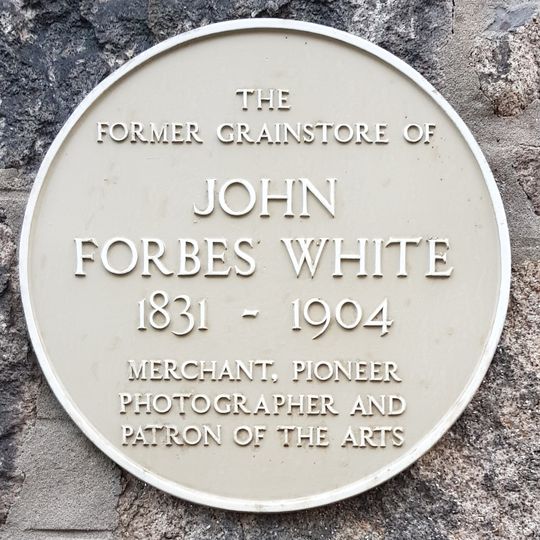 THE
FORMER GRAINSTORE OF
JOHN
FORBES WHITE
1831 - 1904
MERCHANT, PIONEER
PHOTOGRAPHER AND
PATRON OF THE ARTS